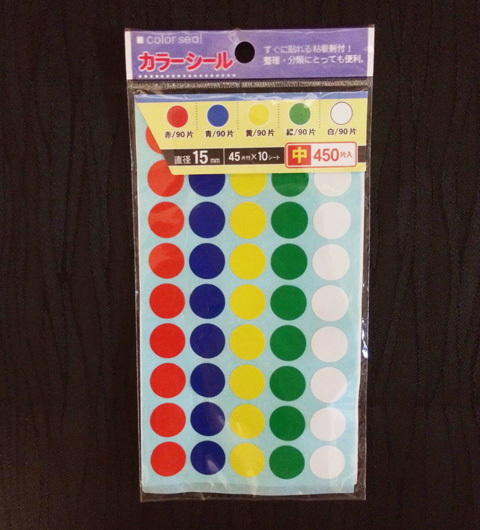 color seal
カラーシール
すぐに貼れる粘着剤付!
整理・分類にとっても便利。
赤/90片 青/90片 黄/90片 緑/90片 白/90片
直径15mm 45片付×10シート 中 450片入